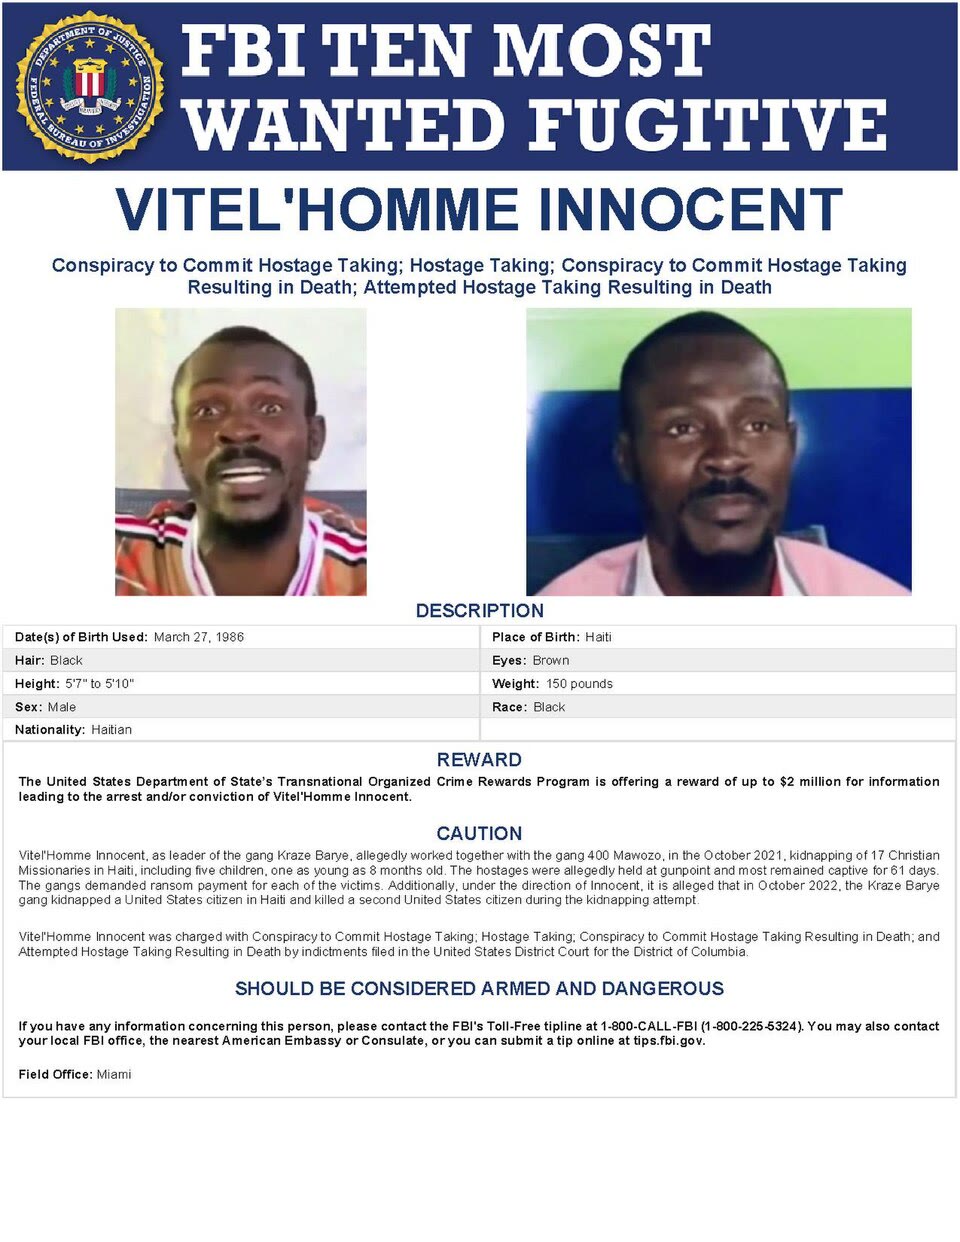 DEPARTMENT OF JUSTICE
FEDERAL BUREAU OF INVESTIGATION
FBI TEN MOST
WANTED FUGITIVE
VITEL'HOMME INNOCENT
Conspiracy to Commit Hostage Taking; Hostage Taking; Conspiracy to Commit Hostage Taking
Resulting in Death; Attempted Hostage Taking Resulting in Death
DESCRIPTION
Date(s) of Birth Used: March 27, 1986
Place of Birth: Haiti
Hair: Black
Eyes: Brown
Height: 5'7" to 5'10"
Weight: 150 pounds
Sex: Male
Race: Black
Nationality: Haitian
REWARD
The United States Department of State's Transnational Organized Crime Rewards Program is offering a reward of up to $2 million for information
leading to the arrest and/or conviction of Vitel'Homme Innocent.
CAUTION
Vitel'Homme Innocent, as leader of the gang Kraze Barye, allegedly worked together with the gang 400 Mawozo, in the October 2021, kidnapping of 17 Christian
Missionaries in Haiti, including five children, one as young as 8 months old. The hostages were allegedly held at gunpoint and most remained captive for 61 days.
The gangs demanded ransom payment for each of the victims. Additionally, under the direction of Innocent, it is alleged that in October 2022, the Kraze Barye
gang kidnapped a United States citizen in Haiti and killed a second United States citizen during the kidnapping attempt.
Vitel'Homme Innocent was charged with Conspiracy to Commit Hostage Taking; Hostage Taking; Conspiracy to Commit Hostage Taking Resulting in Death; and
Attempted Hostage Taking Resulting in Death by indictments filed in the United States District Court for the District of Columbia.
SHOULD BE CONSIDERED ARMED AND DANGEROUS
If you have any information concerning this person, please contact the FBI's Toll-Free tipline at 1-800-CALL-FBI (1-800-225-5324). You may also contact
your local FBI office, the nearest American Embassy or Consulate, or you can submit a tip online at tips.fbi.gov.
Field Office: Miami